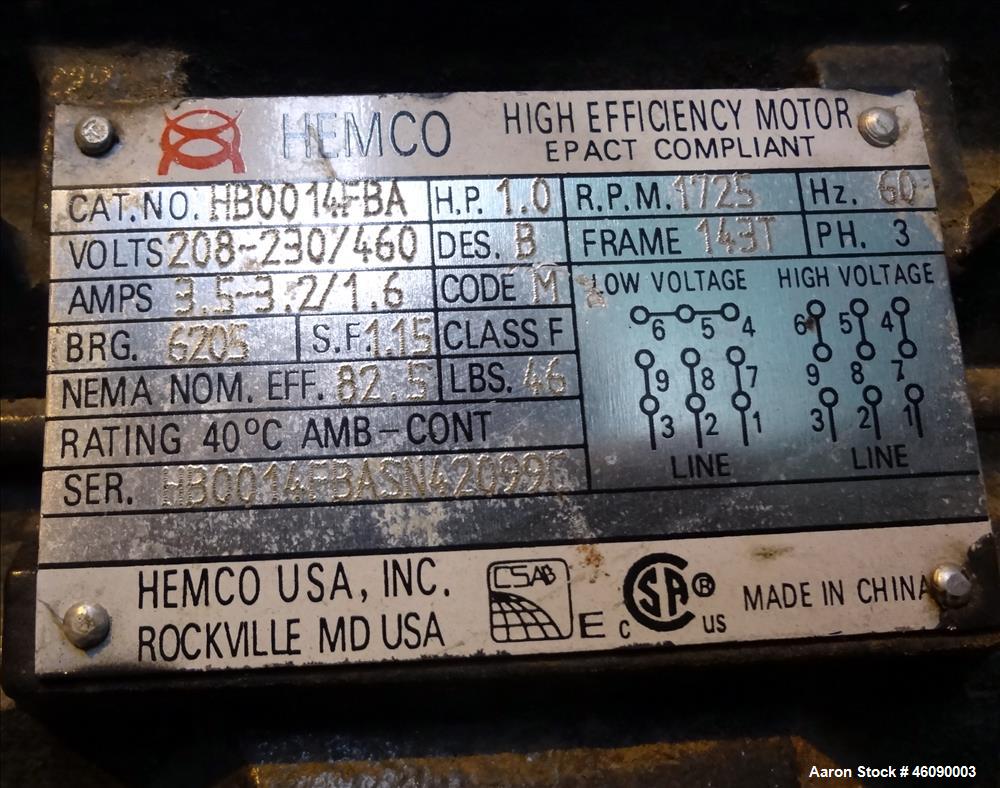 HEMCO HIGH EFFICIENCY MOTOR
EPACT COMPLIANT
CAT.NO. HB0014FBA H.P. 1.0 R.P.M. 1725 Hz. 60
VOLTS 208-230/460 DES. B FRAME 143T PH. 3
AMPS 3.5-3.2/1.6 CODE M LOW VOLTAGE HIGH VOLTAGE
BRG. 6205 S.F. 1.15 CLASS F
NEMA NOM. EFF. 82.5 LBS. 46
RATING 40°C AMB-CONT
6 5 4
9 8 7
3 2 1
LINE
6 5 4
9 8 7
3 2 1
LINE
SER.
HEMCO USA, INC.
ROCKVILLE MD USA
CSA E
c SA® us
MADE IN CHINA
Aaron Stock # 46090003